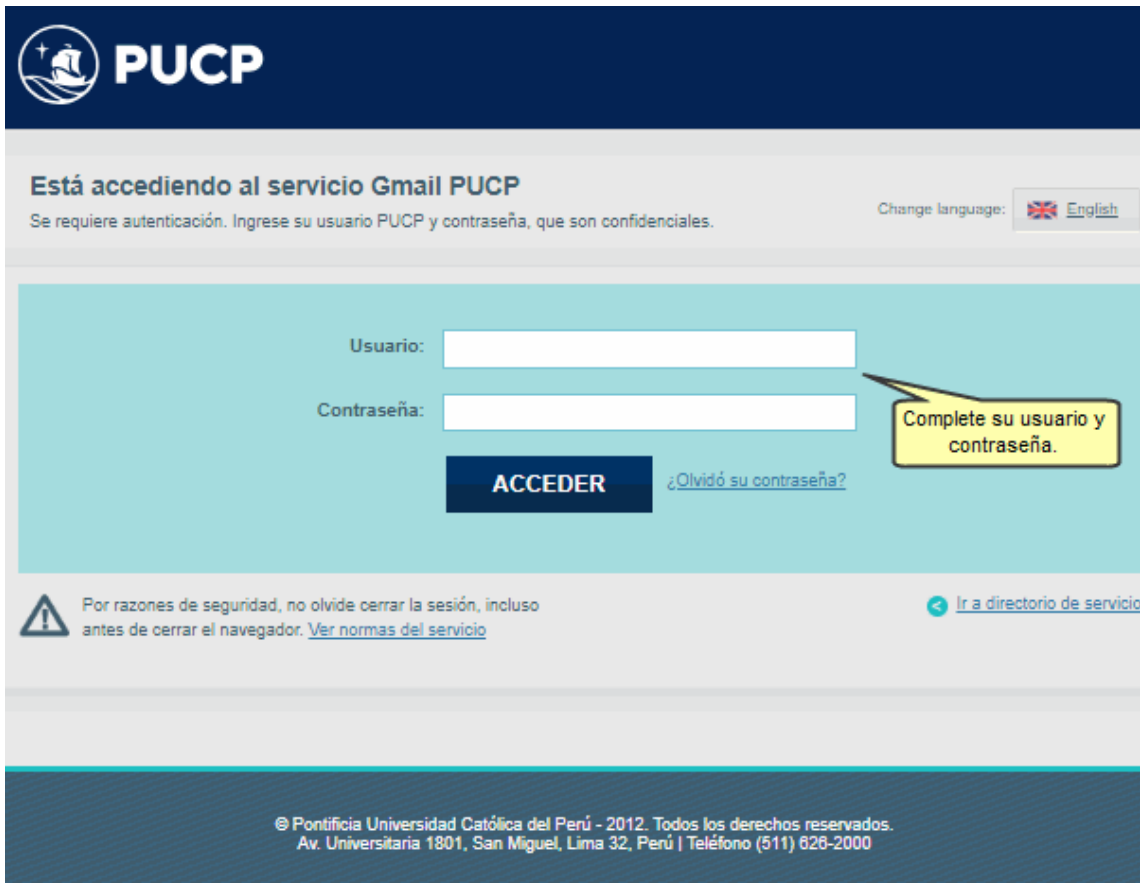 PUCP
Está accediendo al servicio Gmail PUCP
Se requiere autenticación. Ingrese su usuario PUCP y contraseña, que son confidenciales.
Change language: English
Usuario:
Contraseña:
Complete su usuario y
contraseña.
ACCEDER ¿Olvidó su contraseña?
Por razones de seguridad, no olvide cerrar la sesión, incluso
antes de cerrar el navegador. Ver normas del servicio
Ir a directorio de servicio
© Pontificia Universidad Católica del Perú - 2012. Todos los derechos reservados.
Av. Universitaria 1801, San Miguel, Lima 32, Perú | Teléfono (511) 626-2000